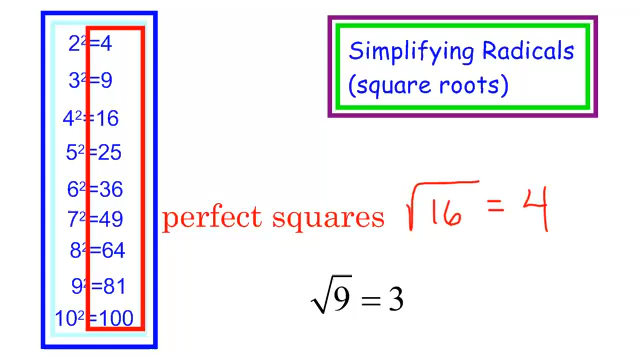 2²=4
3²=9
4²=16
5²=25
6²=36
7²=49
8²=64
9²=81
10²=100
Simplifying Radicals
(square roots)
perfect squares √16 = 4
√9 = 3